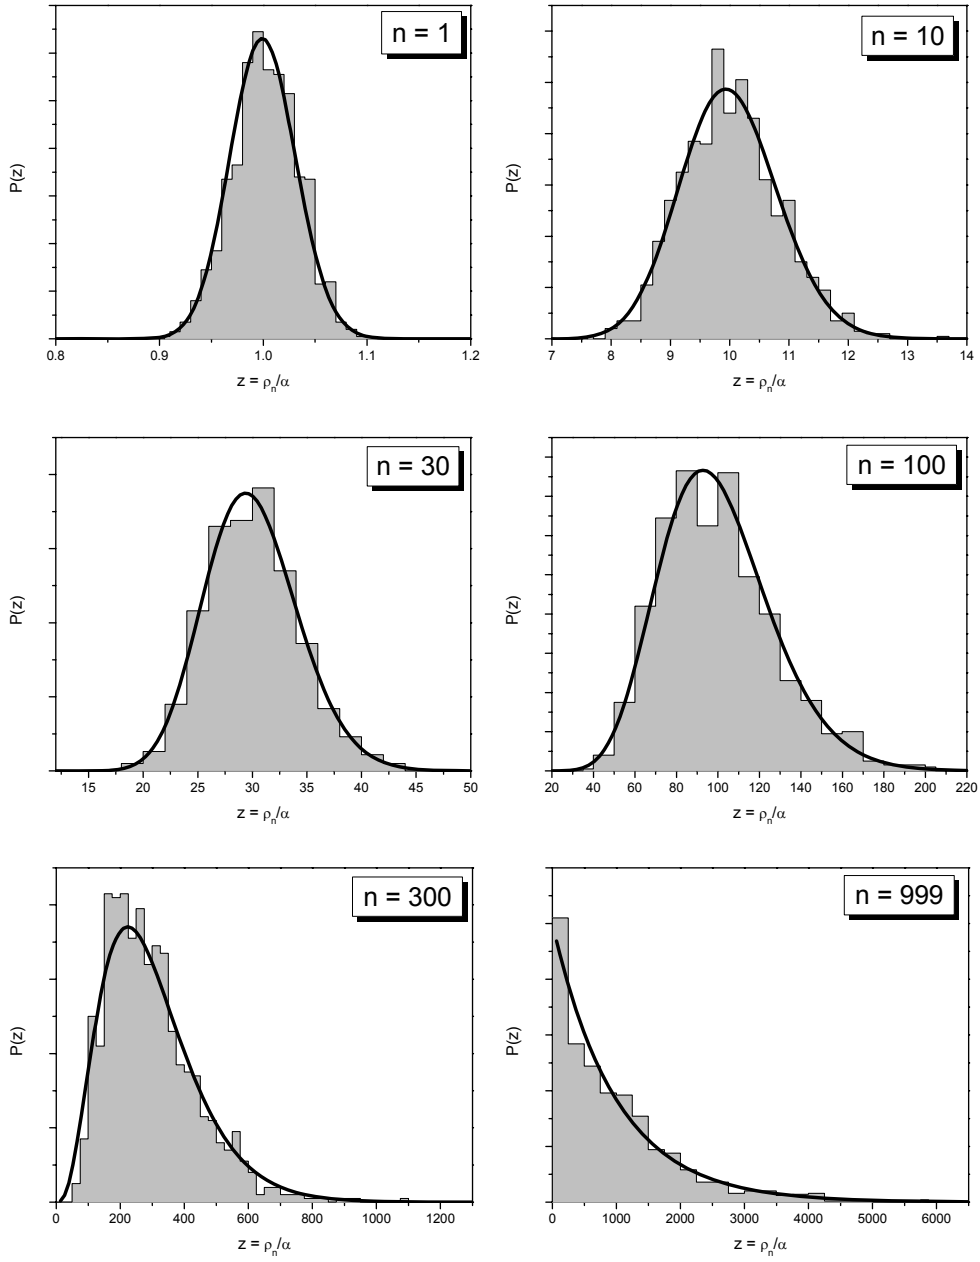 n = 1
P(z)
0.8 0.9 1.0 1.1 1.2
z = ρn/α
n = 10
P(z)
7 8 9 10 11 12 13 14
z = ρn/α
n = 30
P(z)
15 20 25 30 35 40 45 50
z = ρn/α
n = 100
P(z)
20 40 60 80 100 120 140 160 180 200 220
z = ρn/α
n = 300
P(z)
0 200 400 600 800 1000 1200
z = ρn/α
n = 999
P(z)
0 1000 2000 3000 4000 5000 6000
z = ρn/α